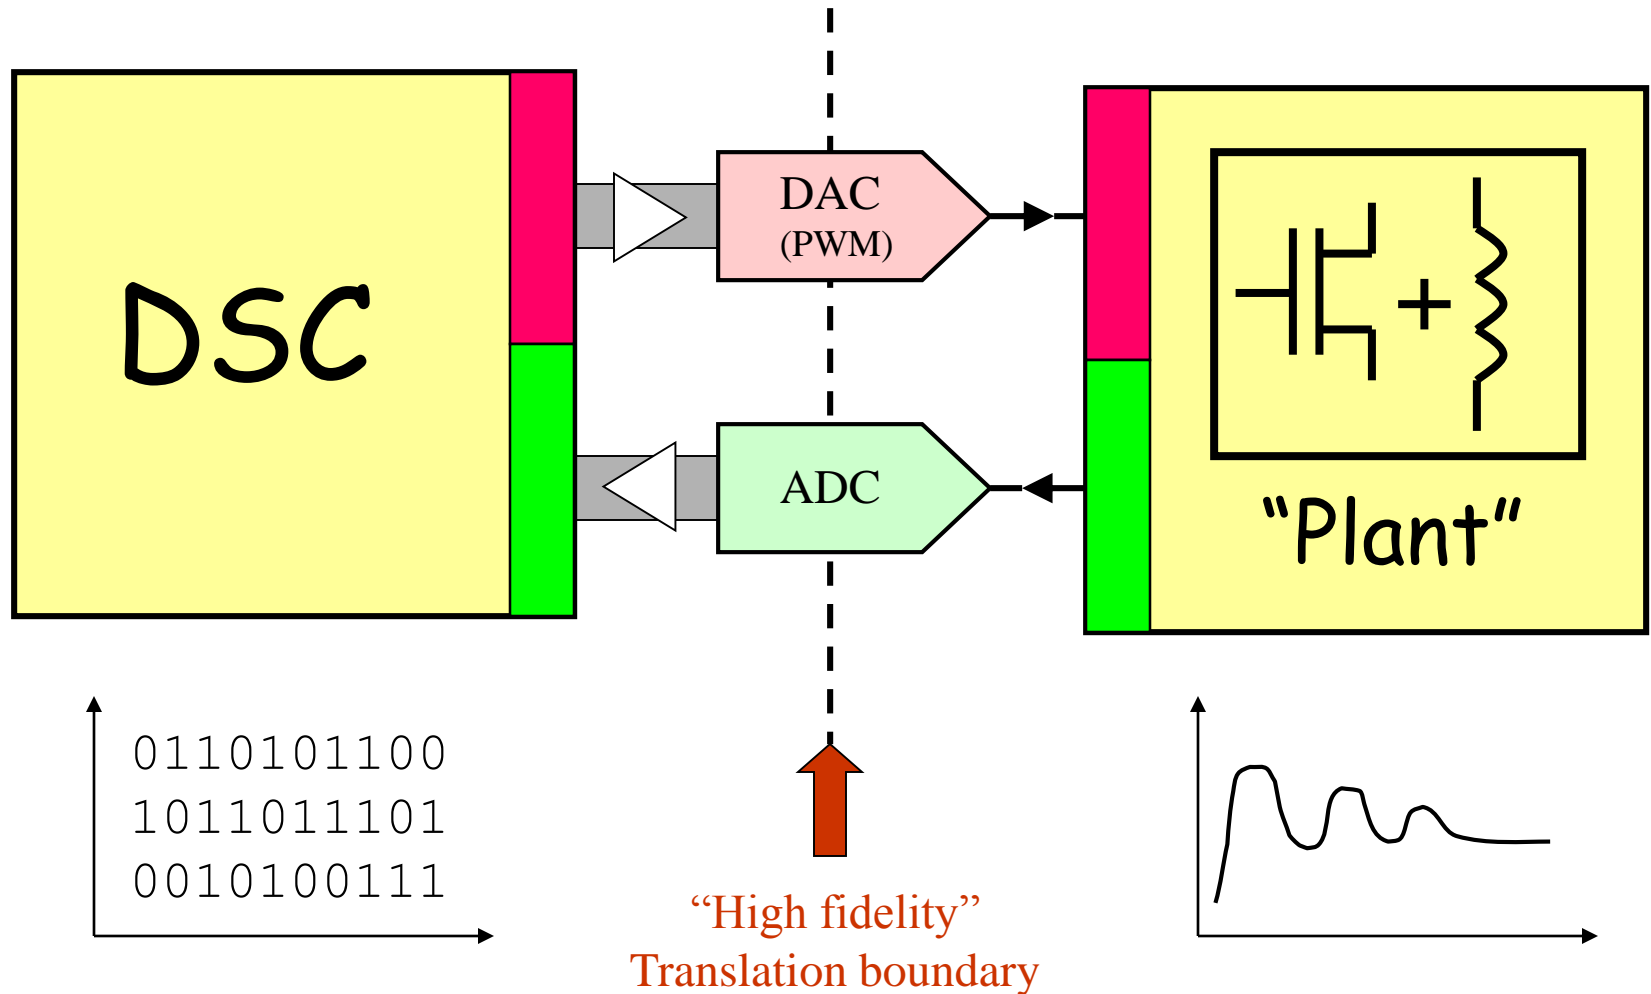 DSC
DAC
(PWM)
ADC
+
“Plant”
0110101100
1011011101
0010100111
“High fidelity”
Translation boundary